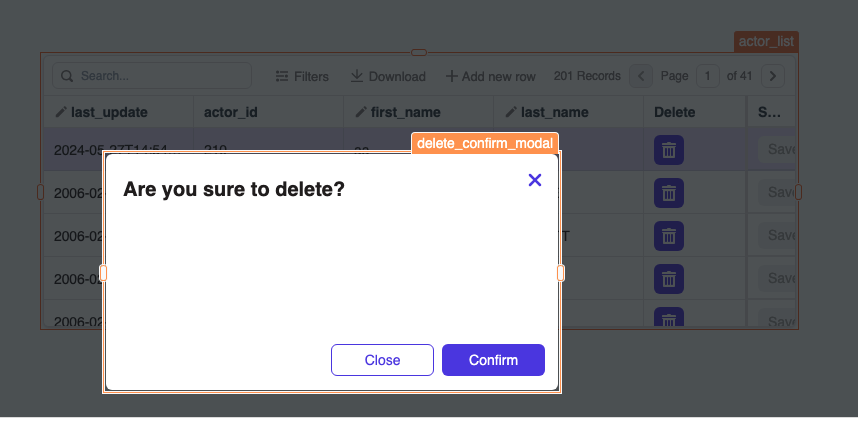 actor_list
Search... Filters Download Add new row 201 Records Page 1 of 41
last_update actor_id first_name last_name Delete S...
2024-05-27T14:54... 210 Save
delete_confirm_modal
Are you sure to delete?
2006-02 Save
2006-02 T Save
2006-02 Save
2006-02 Save
Close Confirm